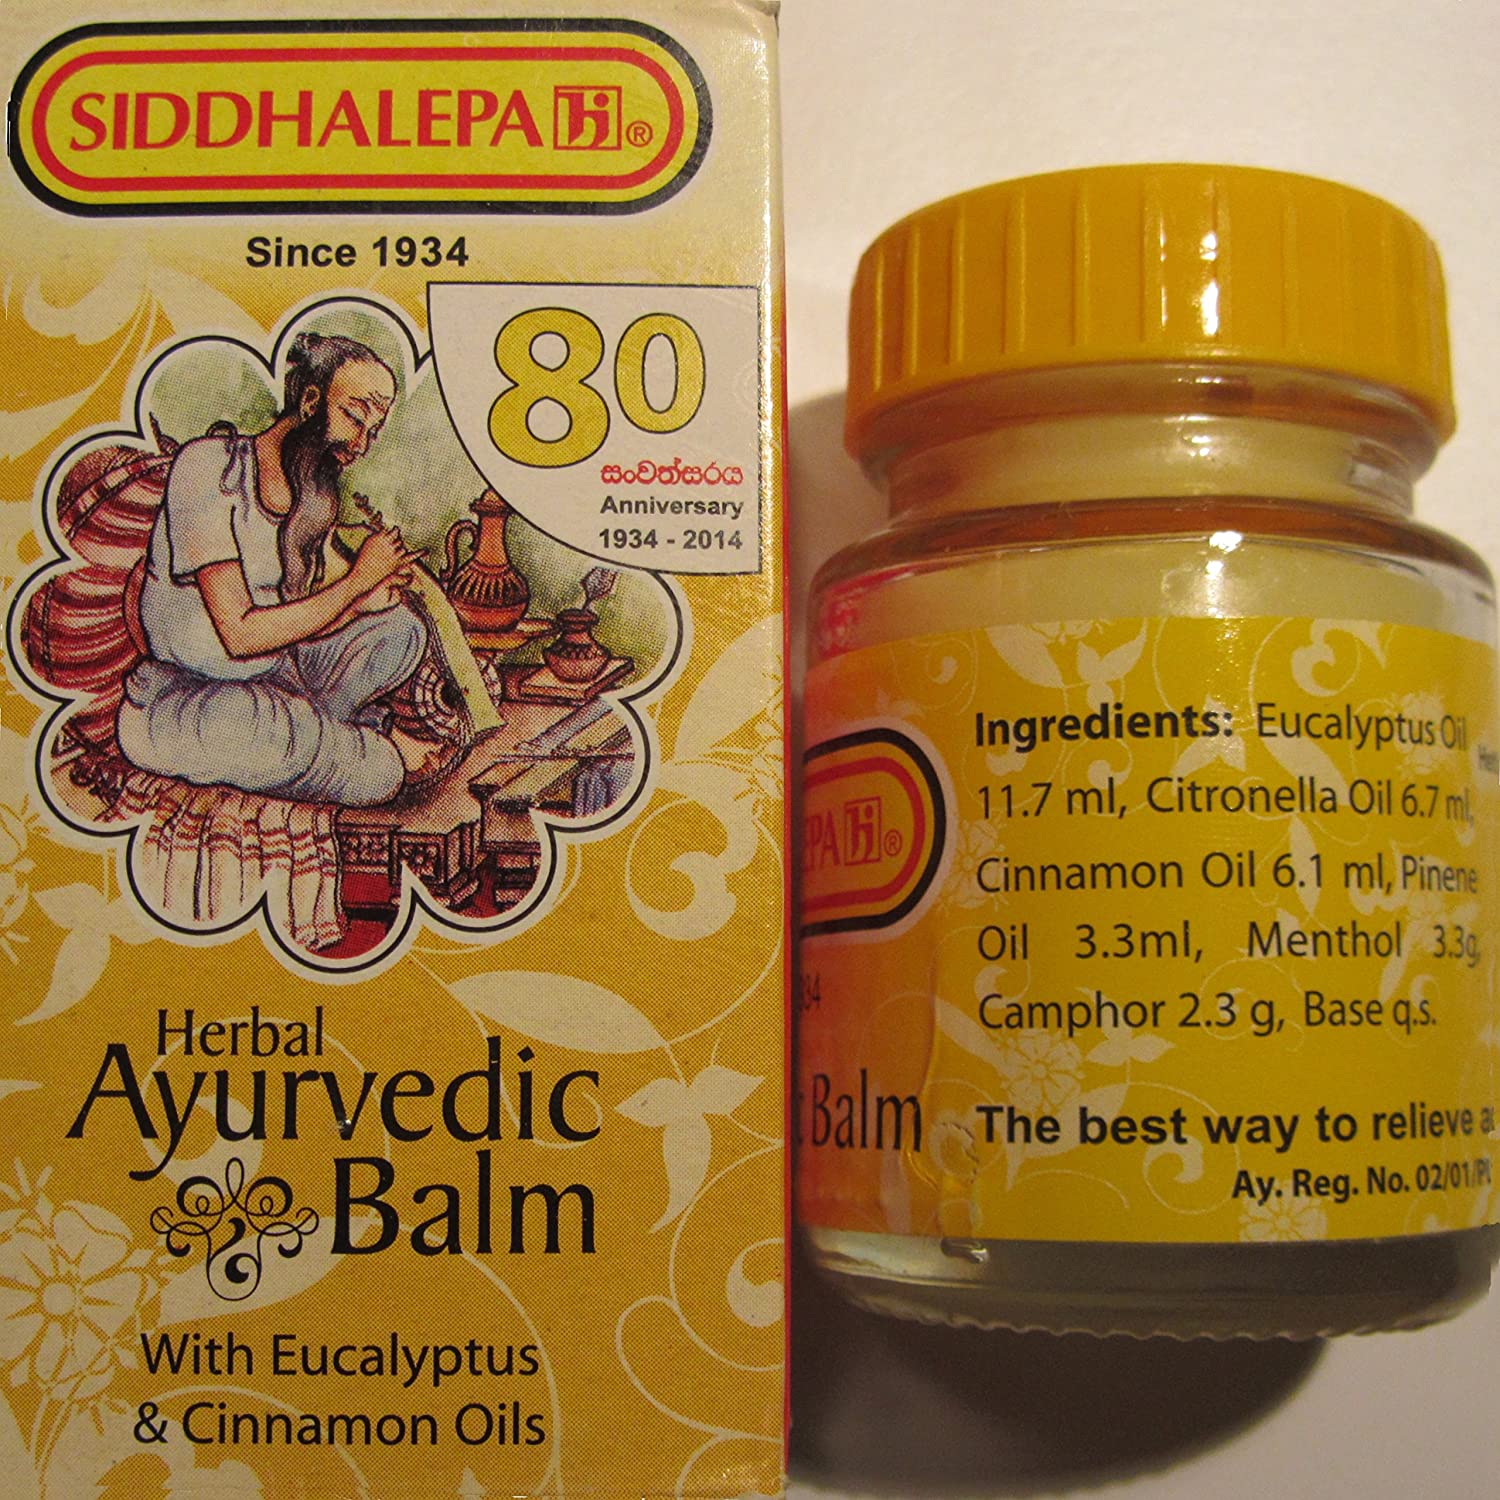 SIDDHALEPA
Since 1934
80
සංවත්සරය
Anniversary
1934 - 2014
Herbal
Ayurvedic
Balm
With Eucalyptus
& Cinnamon Oils
EPA
934
Balm
Ingredients: Eucalyptus Oil
11.7 ml, Citronella Oil 6.7 ml,
Cinnamon Oil 6.1 ml, Pinene
Oil 3.3ml, Menthol 3.3g,
Camphor 2.3 g, Base q.s.
The best way to relieve
Ay. Reg. No. 02/01/